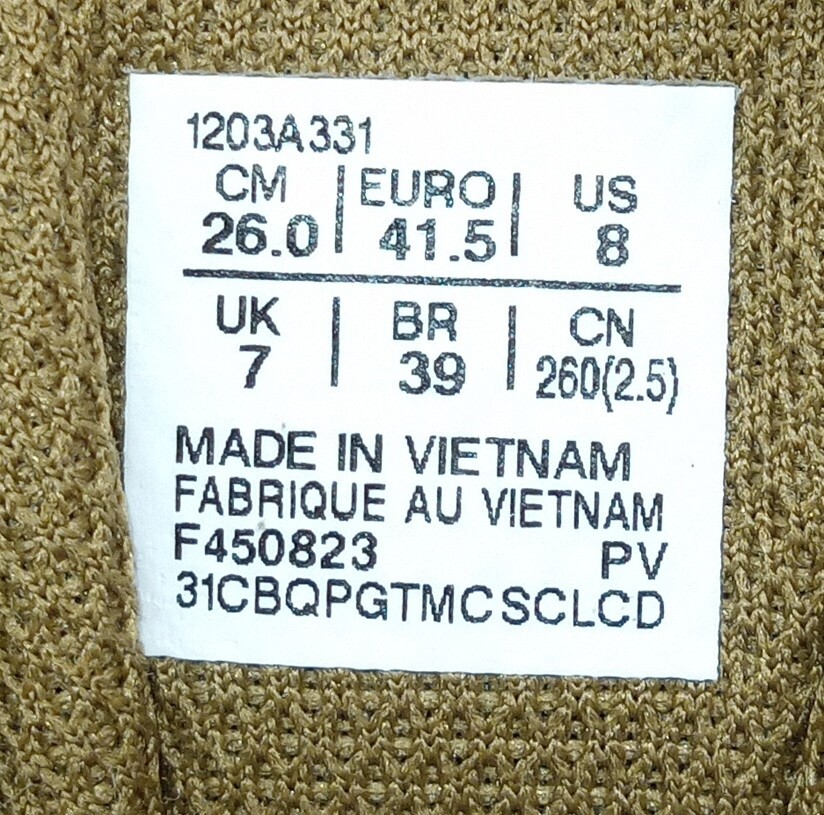 1203A331
CM | EURO | US
26.0 | 41.5 | 8
UK | BR | CN
7 | 39 | 260(2.5)
MADE IN VIETNAM
FABRIQUE AU VIETNAM
F450823 PV
31CBQPGTMCSCLCD